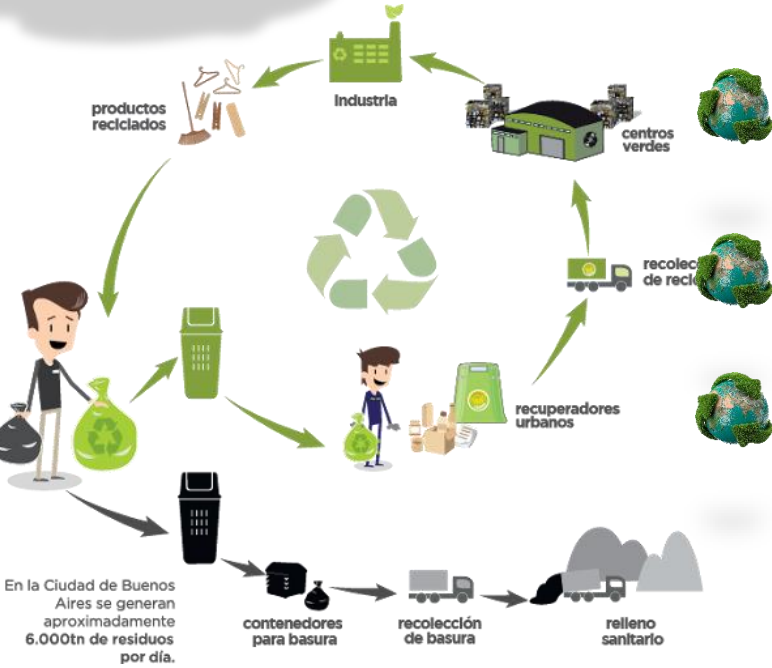 Industria
productos
reciclados
centros
verdes
de
recuperadores
urbanos
En la Ciudad de Buenos
Aires se generan
aproximadamente
6.000tn de residuos
por día.
contenedores
para basura
recolección
de basura
relleno
sanitario